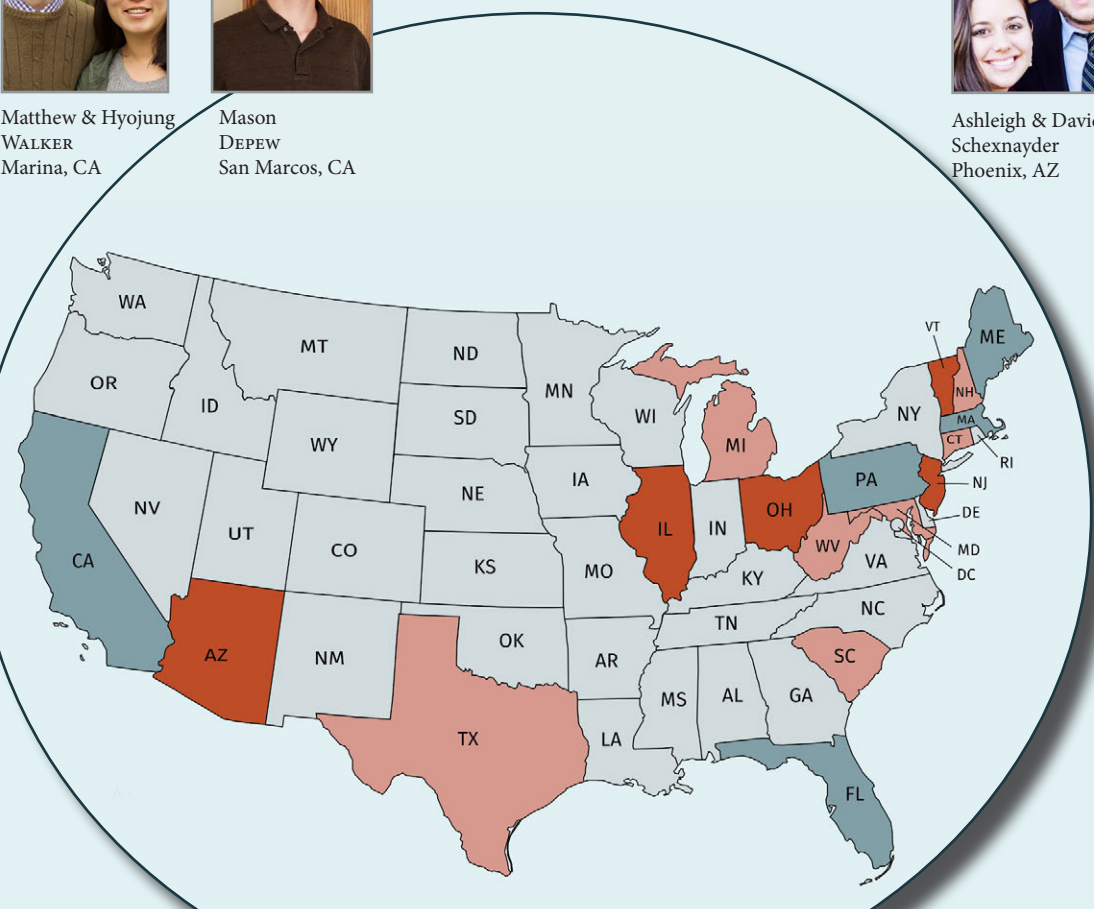 Matthew & Hyojung
WALKER
Marina, CA
Mason
DEPEW
San Marcos, CA
Ashleigh & Davi
Schexnayder
Phoenix, AZ
WA
OR
ID
MT
ND
MN
SD
WY
WI
MI
VT
ME
NH
NY
MA
CT
RI
NV
UT
CO
NE
IA
IL
IN
OH
PA
NJ
DE
MD
DC
CA
KS
MO
KY
WV
VA
AZ
NM
OK
AR
TN
NC
TX
LA
MS
AL
GA
SC
FL